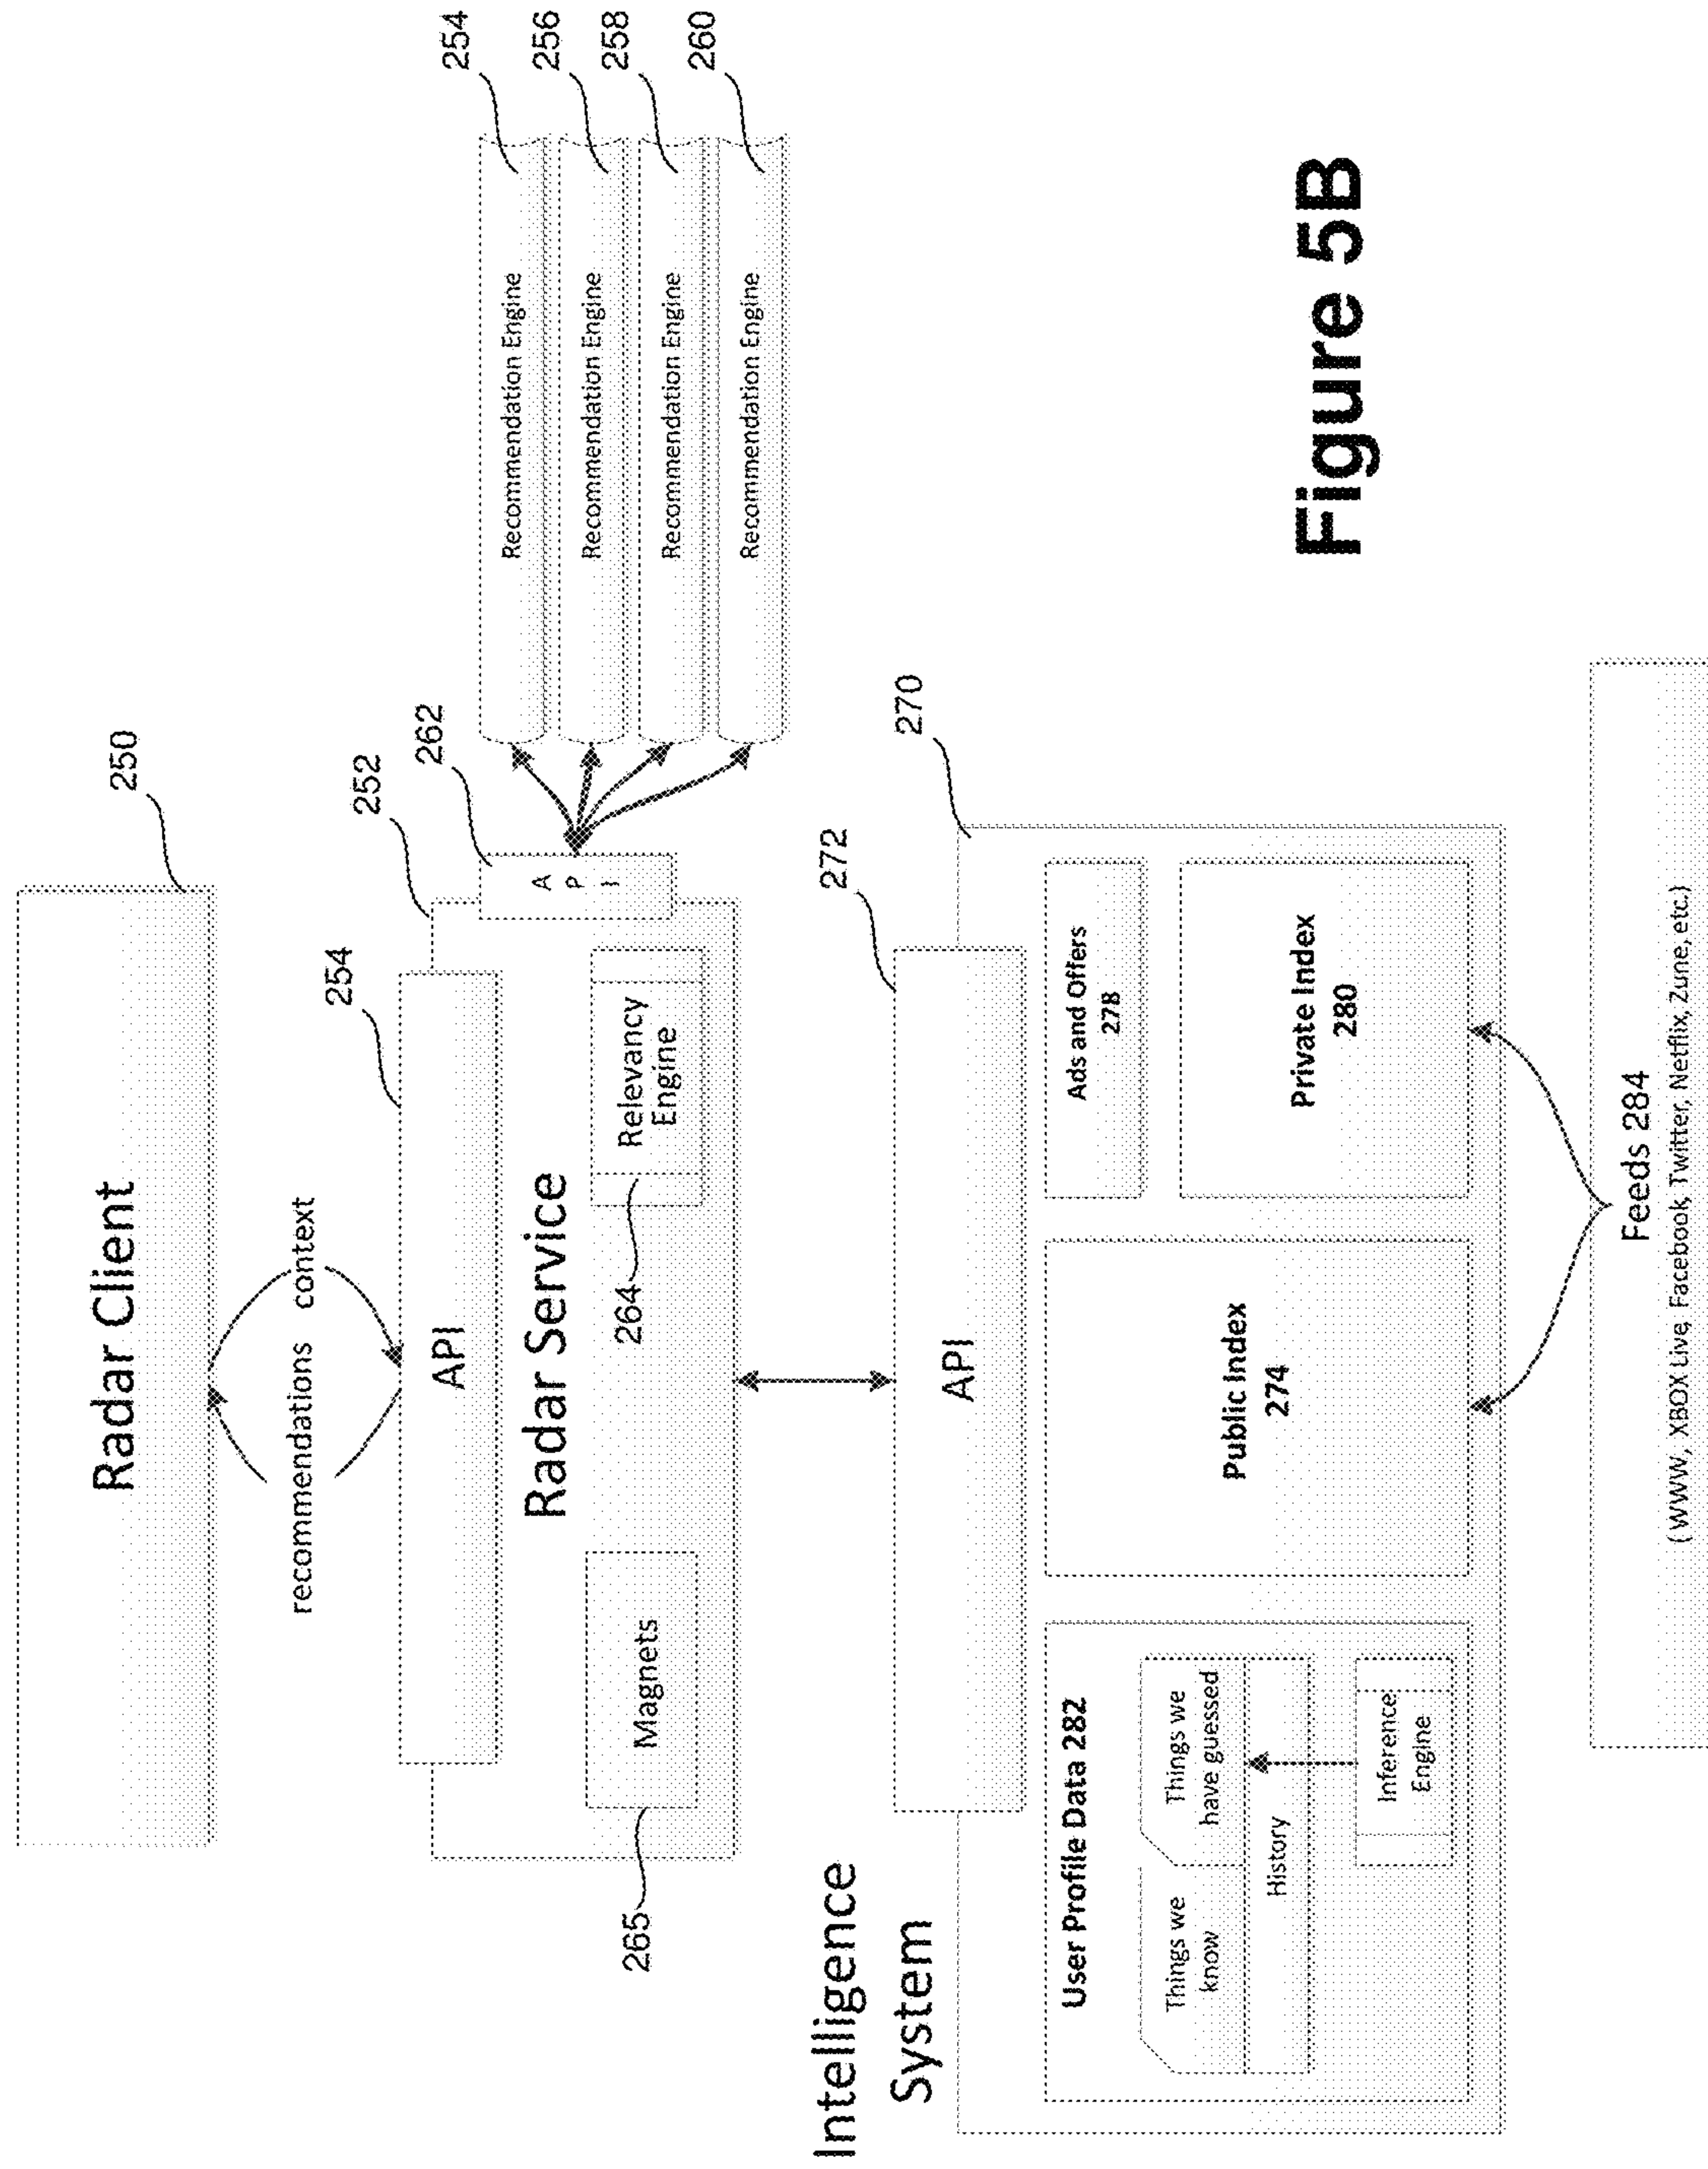 250
Radar Client
recommendations
context
254
252
262
API
Radar Service
A
P
I
Magnets
Relevancy
Engine
265
264
254
256
258
260
Recommendation Engine
Recommendation Engine
Recommendation Engine
Recommendation Engine
Intelligence
System
272
270
API
User Profile Data 282
Things we
know
Things we
have guessed
History
Inference
Engine
Public Index
274
Ads and Offers
278
Private Index
280
Feeds 284
(WWW, XBOX Live, Facebook, Twitter, Netflix, Zune, etc.)
Figure 5B